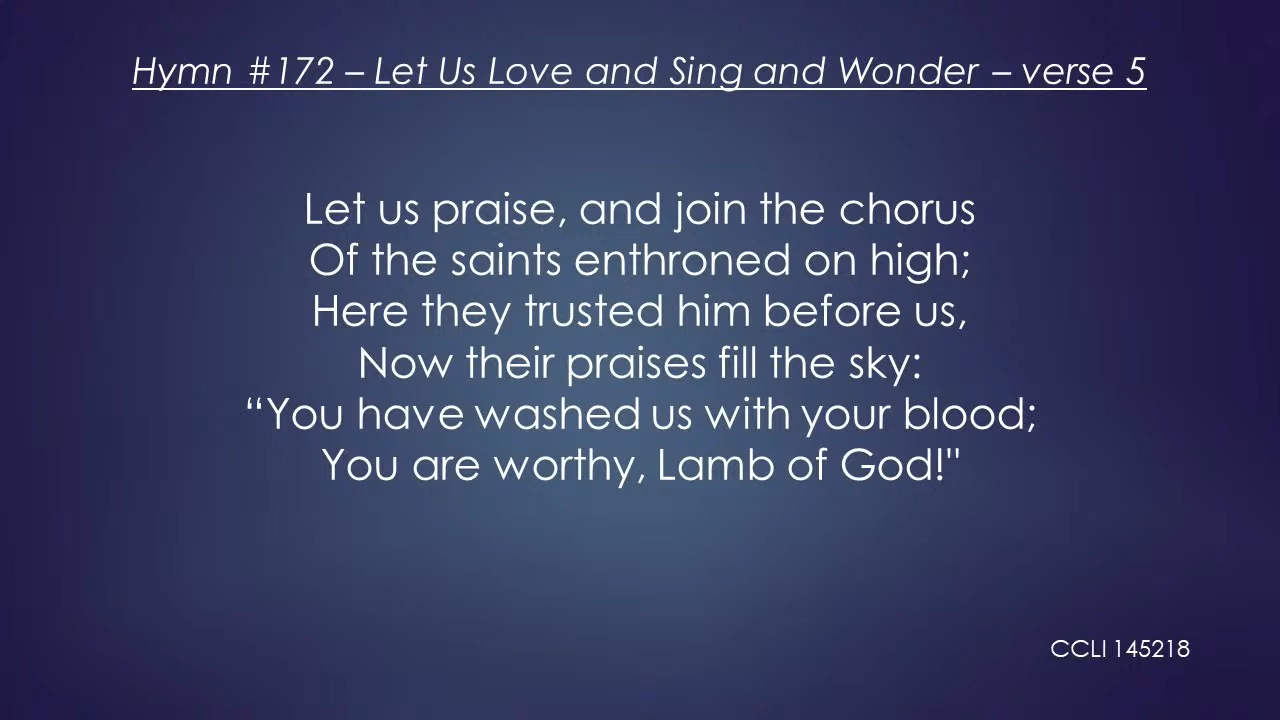 Hymn #172 – Let Us Love and Sing and Wonder – verse 5
Let us praise, and join the chorus
Of the saints enthroned on high;
Here they trusted him before us,
Now their praises fill the sky:
“You have washed us with your blood;
You are worthy, Lamb of God!"
CCLI 145218